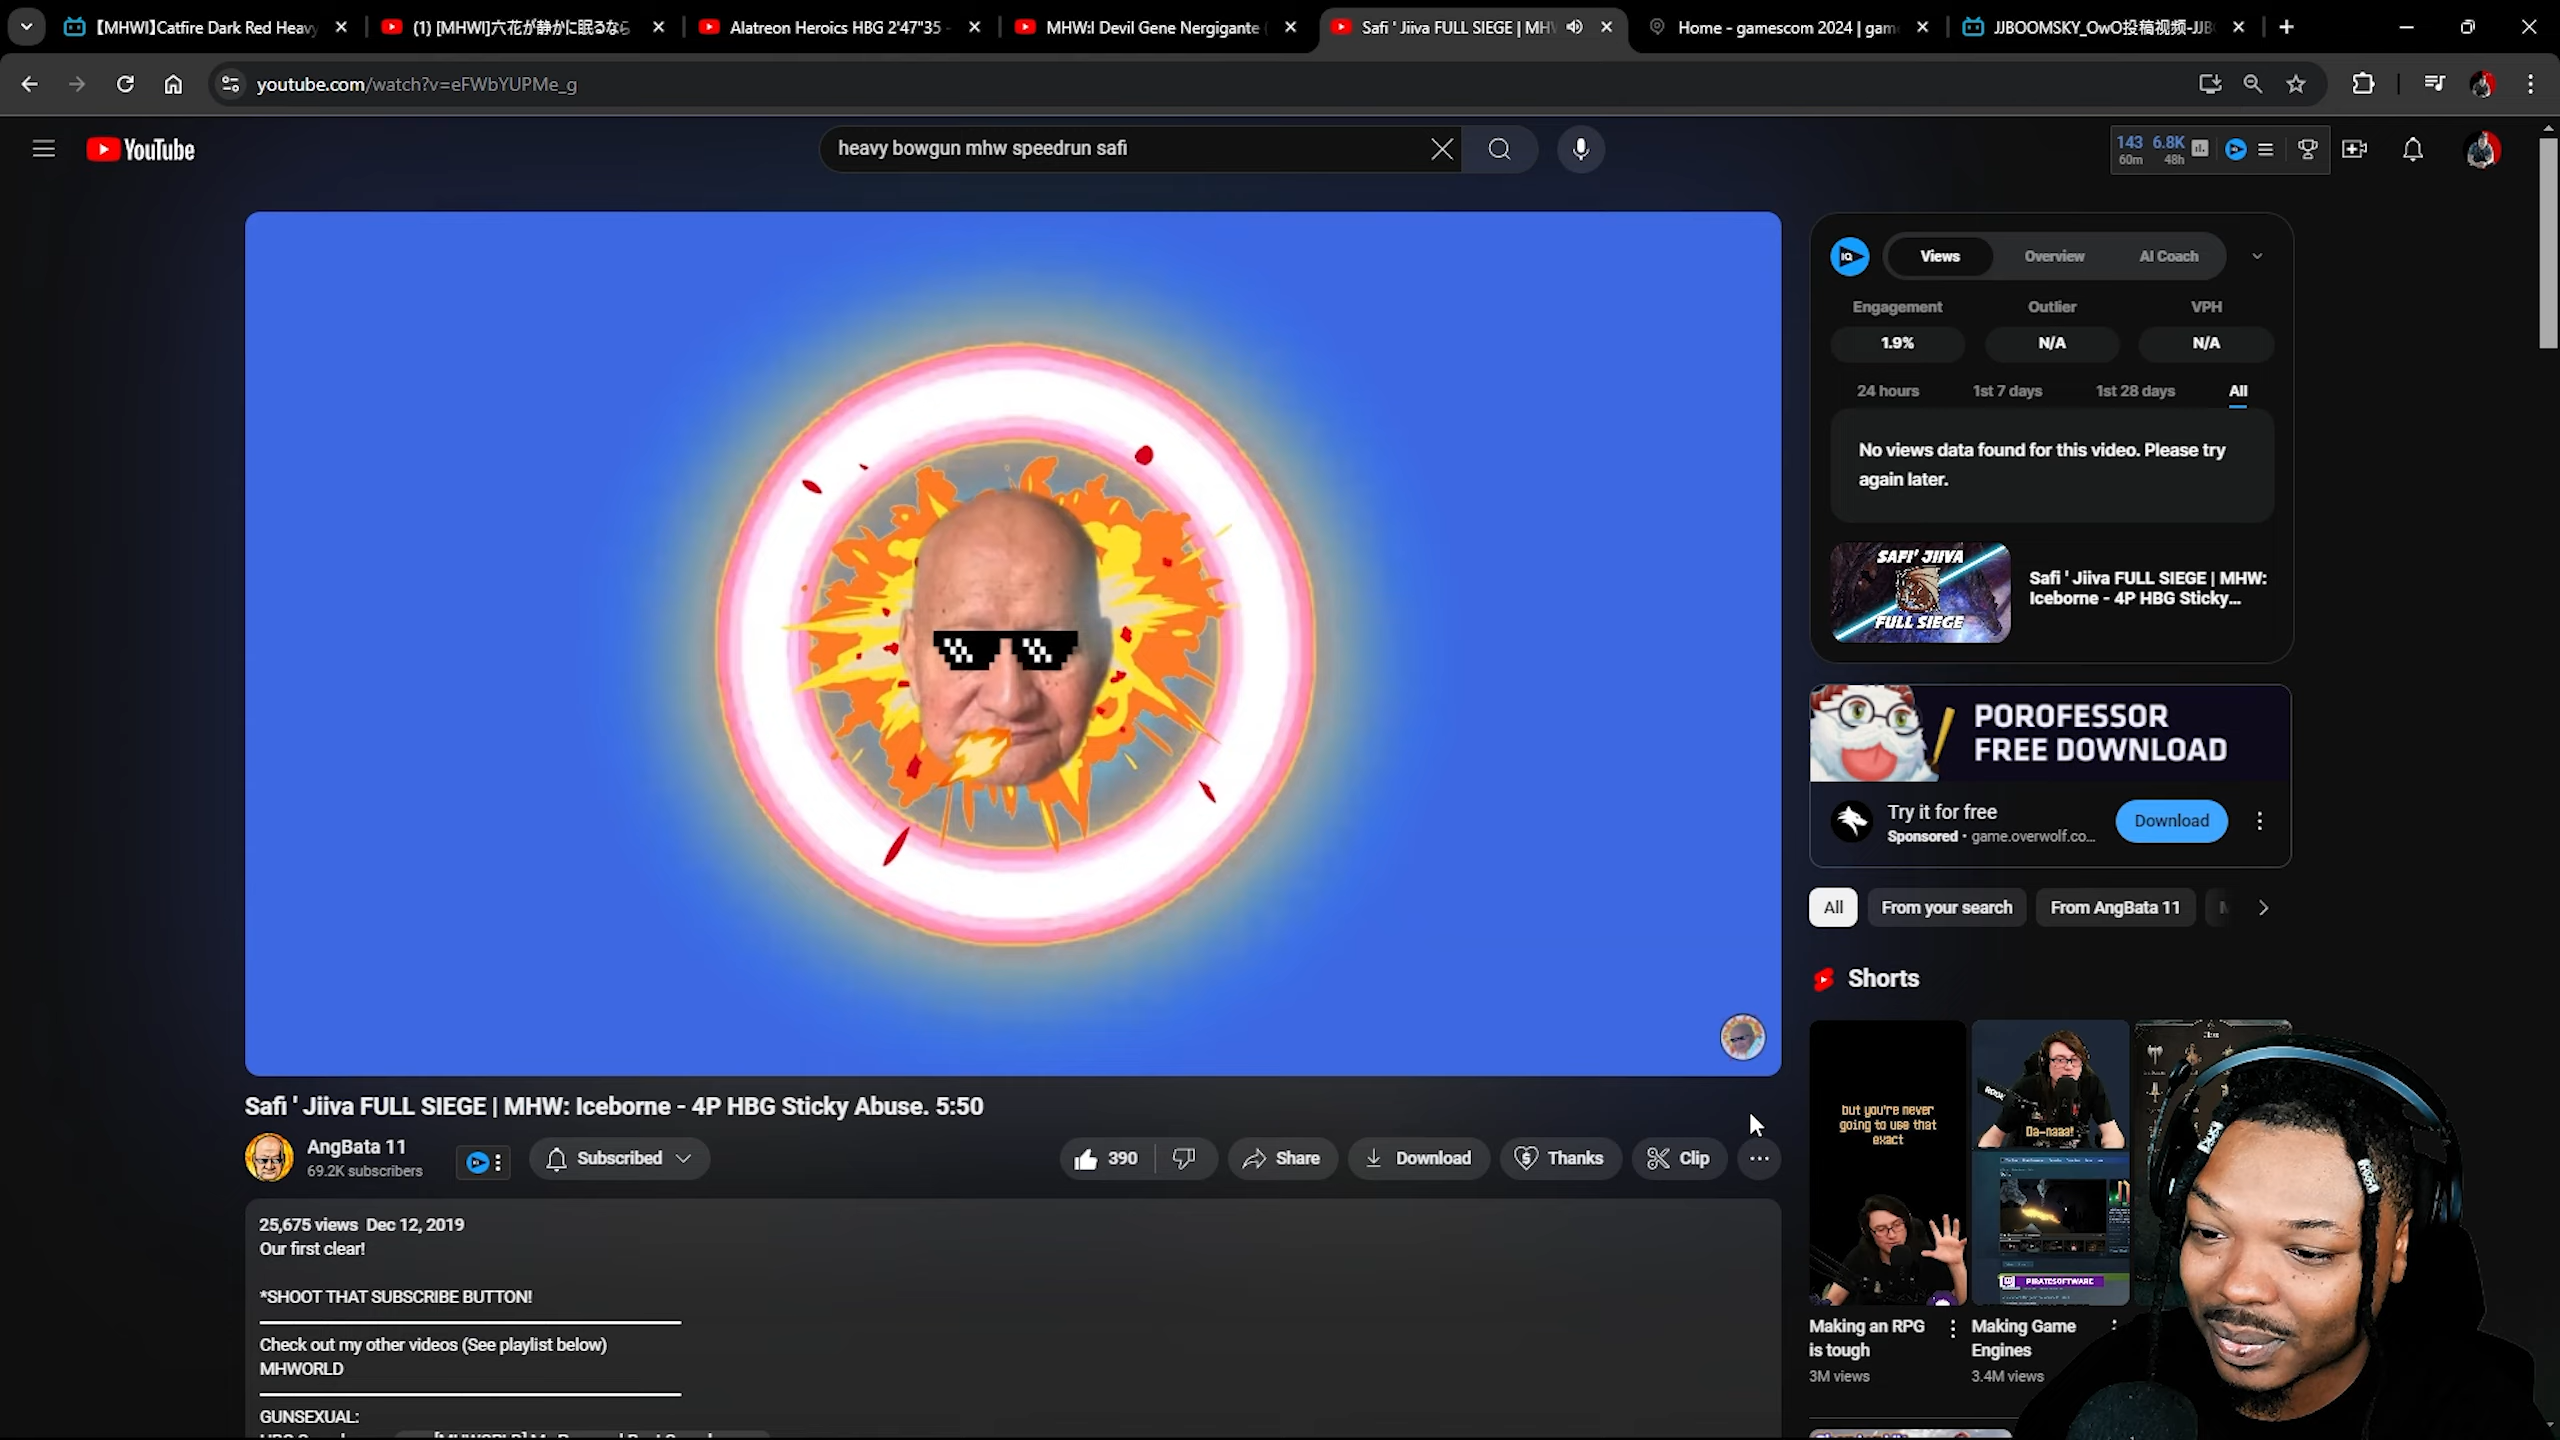 【MHWI】Catfire Dark Red Heavy
(1) [MHWI]六花が静かに眠るなら
Alatreon Heroics HBG 2'47"35 -
MHW:I Devil Gene Nergigante (
Safi ' Jiiva FULL SIEGE | MHW
Home - gamescom 2024 | gam
JJBOOMSKY_OwO投稿视频-JJB
youtube.com/watch?v=eFWbYUPMe_g
YouTube
heavy bowgun mhw speedrun safi
143 6.8K
60m 48h
IQ
Views Overview AI Coach
Engagement Outlier VPH
1.9% N/A N/A
24 hours 1st 7 days 1st 28 days All
No views data found for this video. Please try
again later.
SAFI' JIIVA
FULL SIEGE
Safi ' Jiiva FULL SIEGE | MHW:
Iceborne - 4P HBG Sticky...
POROFESSOR
FREE DOWNLOAD
Try it for free
Sponsored • game.overwolf.co...
Download
All From your search From AngBata 11
Shorts
but you're never
going to use that
exact
Da-naaa!
PIRATESOFTWARE
Making an RPG
is tough
3M views
Making Game
Engines
3.4M views
Safi ' Jiiva FULL SIEGE | MHW: Iceborne - 4P HBG Sticky Abuse. 5:50
AngBata 11
69.2K subscribers
Subscribed
390 Share Download Thanks Clip
25,675 views Dec 12, 2019
Our first clear!
*SHOOT THAT SUBSCRIBE BUTTON!
Check out my other videos (See playlist below)
MHWORLD
GUNSEXUAL: